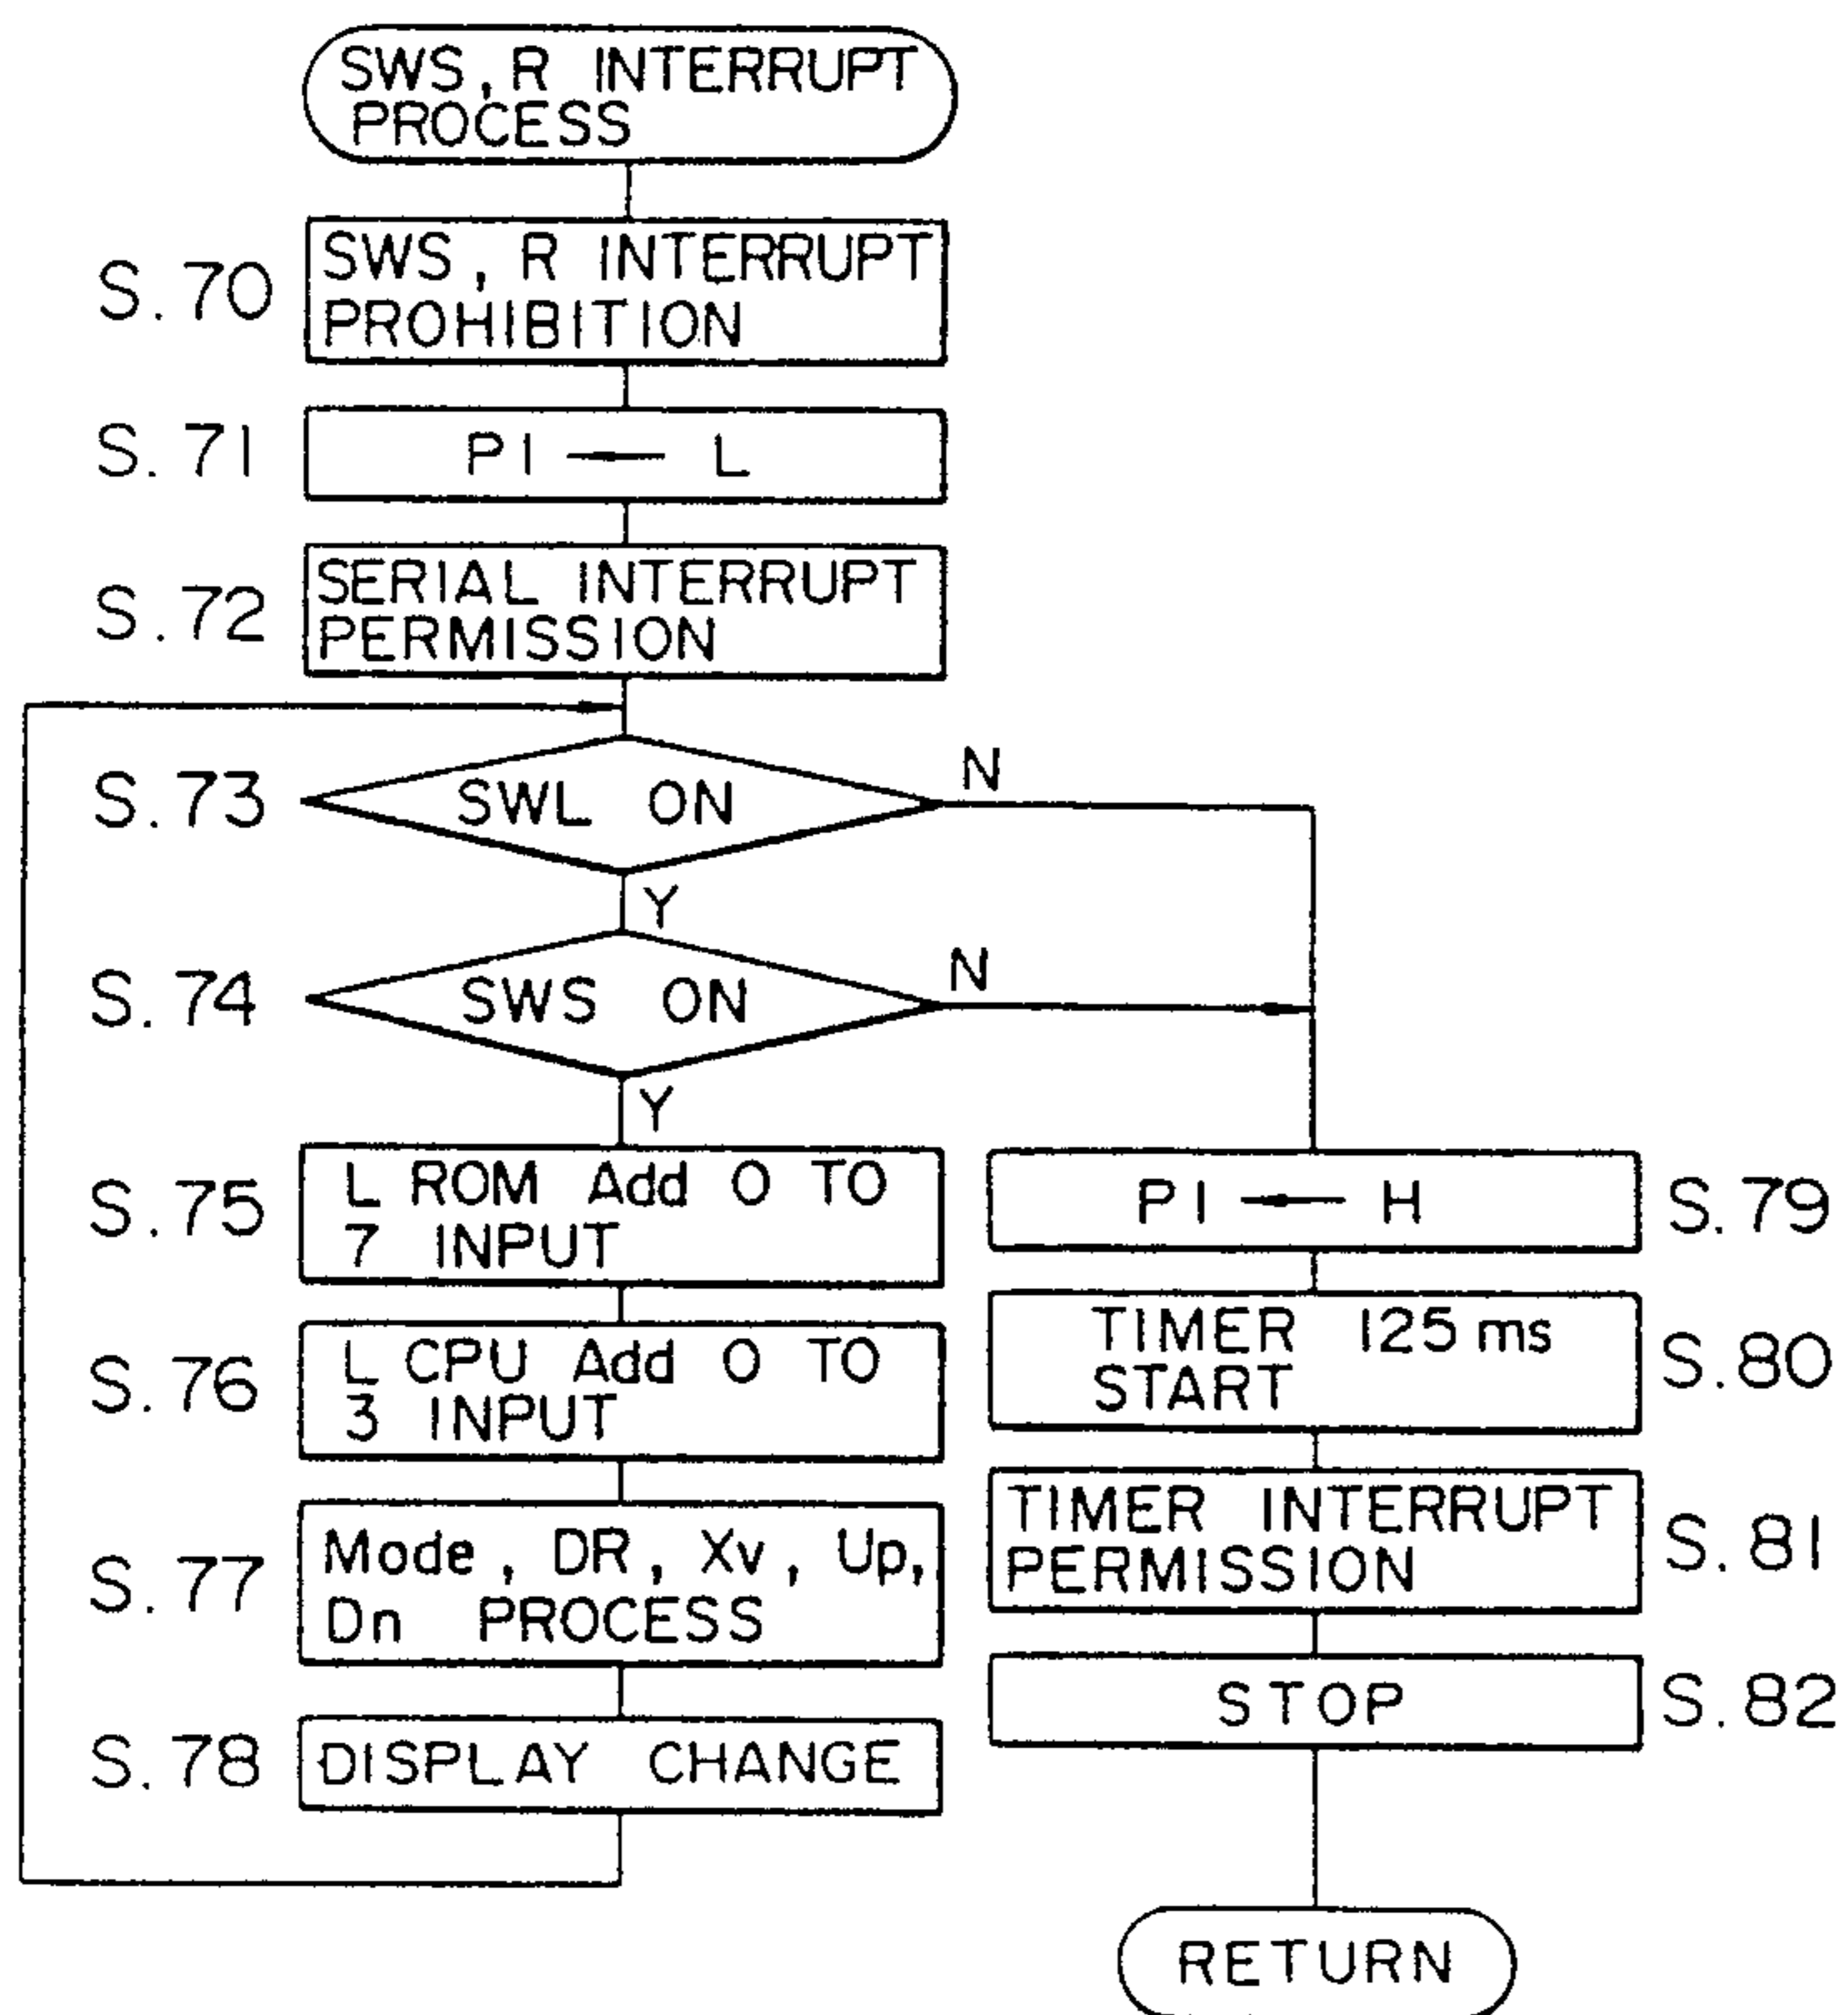 SWS, R INTERRUPT
PROCESS
S. 70
SWS, R INTERRUPT
PROHIBITION
S. 71
PI ← L
S. 72
SERIAL INTERRUPT
PERMISSION
S. 73
SWL ON
N
Y
S. 74
SWS ON
N
Y
S. 75
L ROM Add 0 TO
7 INPUT
S. 76
L CPU Add 0 TO
3 INPUT
S. 77
Mode, DR, Xv, Up,
Dn PROCESS
S. 78
DISPLAY CHANGE
PI ← H
S. 79
TIMER 125 ms
START
S. 80
TIMER INTERRUPT
PERMISSION
S. 81
STOP
S. 82
RETURN